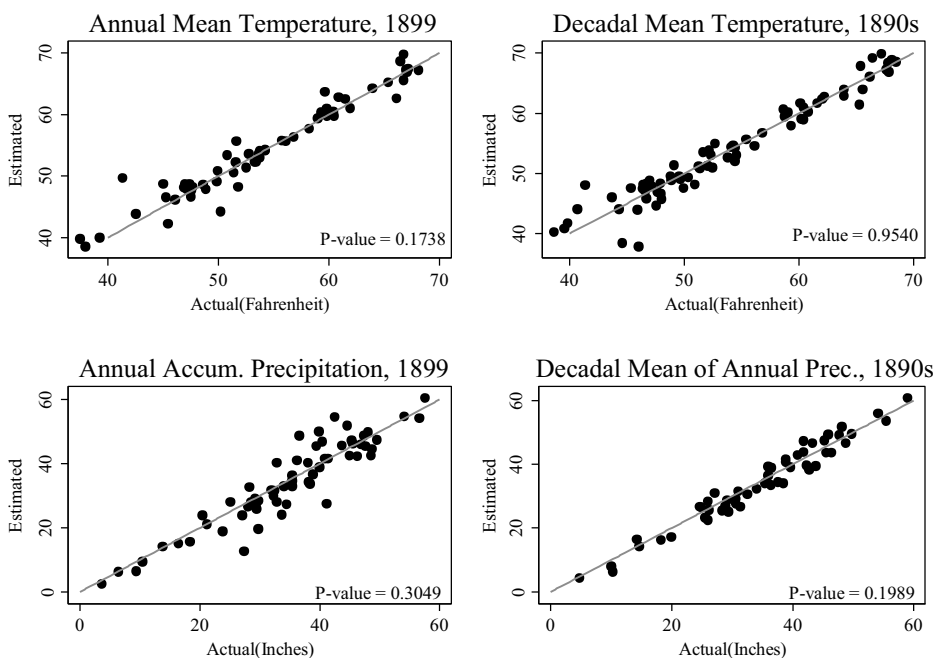 Annual Mean Temperature, 1899
Estimated
70
60
50
40
P-value = 0.1738
40 50 60 70
Actual(Fahrenheit)
Decadal Mean Temperature, 1890s
Estimated
70
60
50
40
P-value = 0.9540
40 50 60 70
Actual(Fahrenheit)
Annual Accum. Precipitation, 1899
Estimated
60
40
20
0
P-value = 0.3049
0 20 40 60
Actual(Inches)
Decadal Mean of Annual Prec., 1890s
Estimated
60
40
20
0
P-value = 0.1989
0 20 40 60
Actual(Inches)